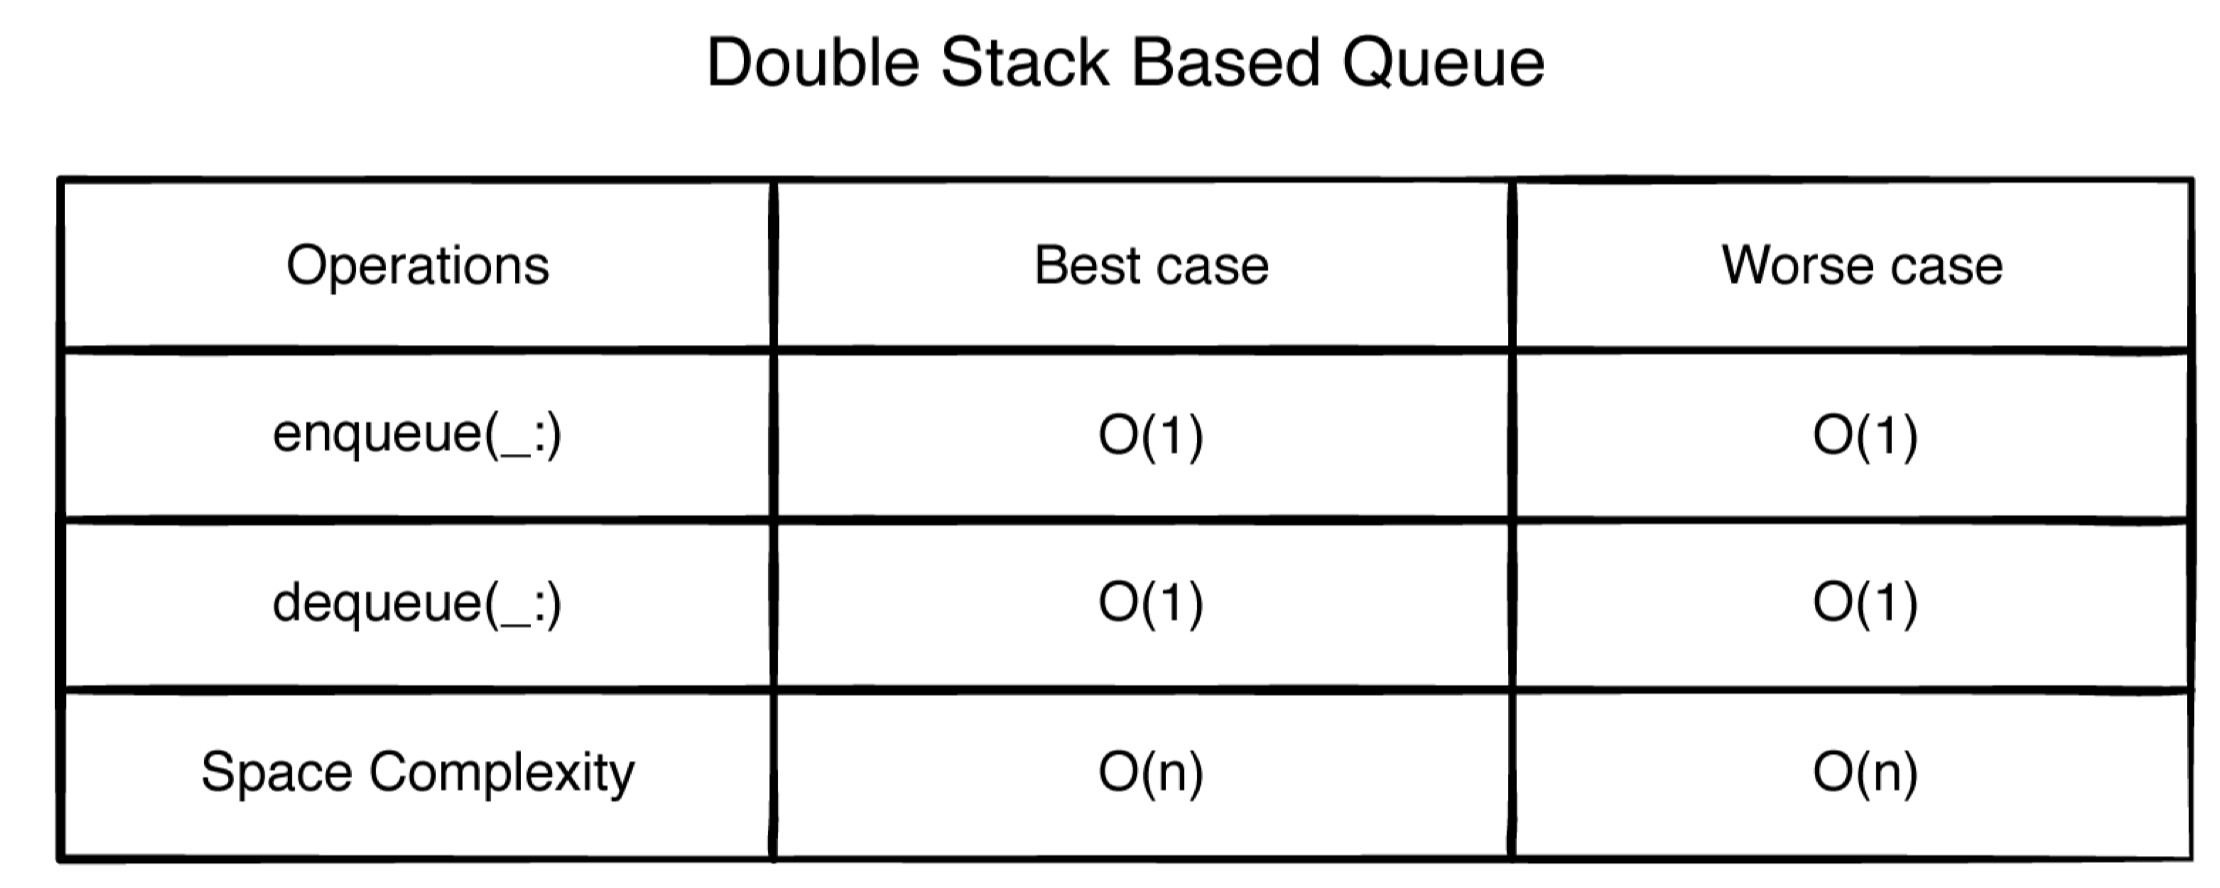 Double Stack Based Queue
Operations Best case Worse case
enqueue(_:) O(1) O(1)
dequeue(_:) O(1) O(1)
Space Complexity O(n) O(n)